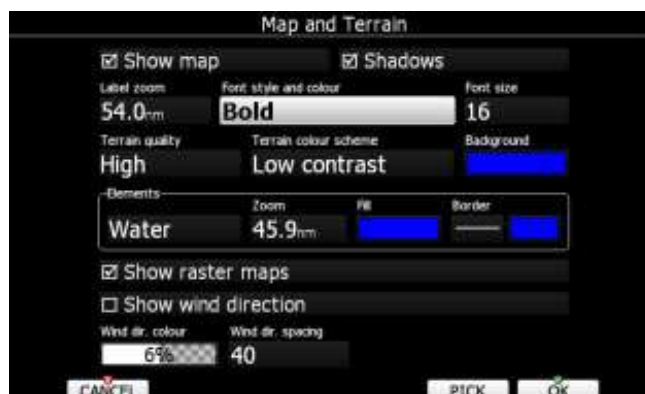 Map and Terrain
Show map Shadows
Label zoom Font style and colour Font size
54.0nm Bold 16
Terrain quality Terrain colour scheme Background
High Low contrast
Elements
Zoom Fill Border
Water 45.9nm
Show raster maps
Show wind direction
Wind dir. colour Wind dir. spacing
6% 40
CANCEL PICK OK